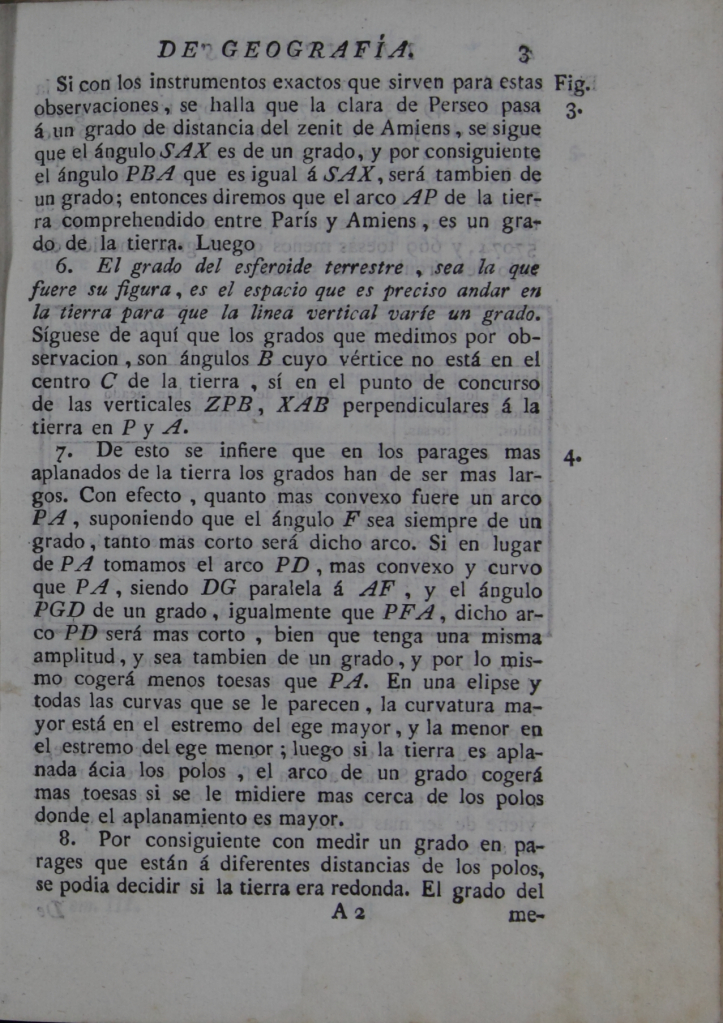 DE GEOGRAFÍA. 3
Si con los instrumentos exactos que sirven para estas Fig.
observaciones, se halla que la clara de Perseo pasa 3.
á un grado de distancia del zenit de Amiens, se sigue
que el ángulo SAX es de un grado, y por consiguiente
el ángulo PBA que es igual á SAX, será tambien de
un grado; entonces diremos que el arco AP de la tier-
ra comprehendido entre París y Amiens, es un gra-
do de la tierra. Luego
6. El grado del esferoide terrestre, sea la que
fuere su figura, es el espacio que es preciso andar en
la tierra para que la linea vertical varíe un grado.
Síguese de aquí que los grados que medimos por ob-
servacion, son ángulos B cuyo vértice no está en el
centro C de la tierra, sí en el punto de concurso
de las verticales ZPB, XAB perpendiculares á la
tierra en P y A.
7. De esto se infiere que en los parages mas 4.
aplanados de la tierra los grados han de ser mas lar-
gos. Con efecto, quanto mas convexo fuere un arco
PA, suponiendo que el ángulo F sea siempre de un
grado, tanto mas corto será dicho arco. Si en lugar
de PA tomamos el arco PD, mas convexo y curvo
que PA, siendo DG paralela á AF, y el ángulo
PGD de un grado, igualmente que PFA, dicho ar-
co PD será mas corto, bien que tenga una misma
amplitud, y sea tambien de un grado, y por lo mis-
mo cogerá menos toesas que PA. En una elipse y
todas las curvas que se le parecen, la curvatura ma-
yor está en el estremo del ege mayor, y la menor en
el estremo del ege menor; luego si la tierra es apla-
nada ácia los polos, el arco de un grado cogerá
mas toesas si se le midiere mas cerca de los polos
donde el aplanamiento es mayor.
8. Por consiguiente con medir un grado en pa-
rages que están á diferentes distancias de los polos,
se podia decidir si la tierra era redonda. El grado del
A 2 me-